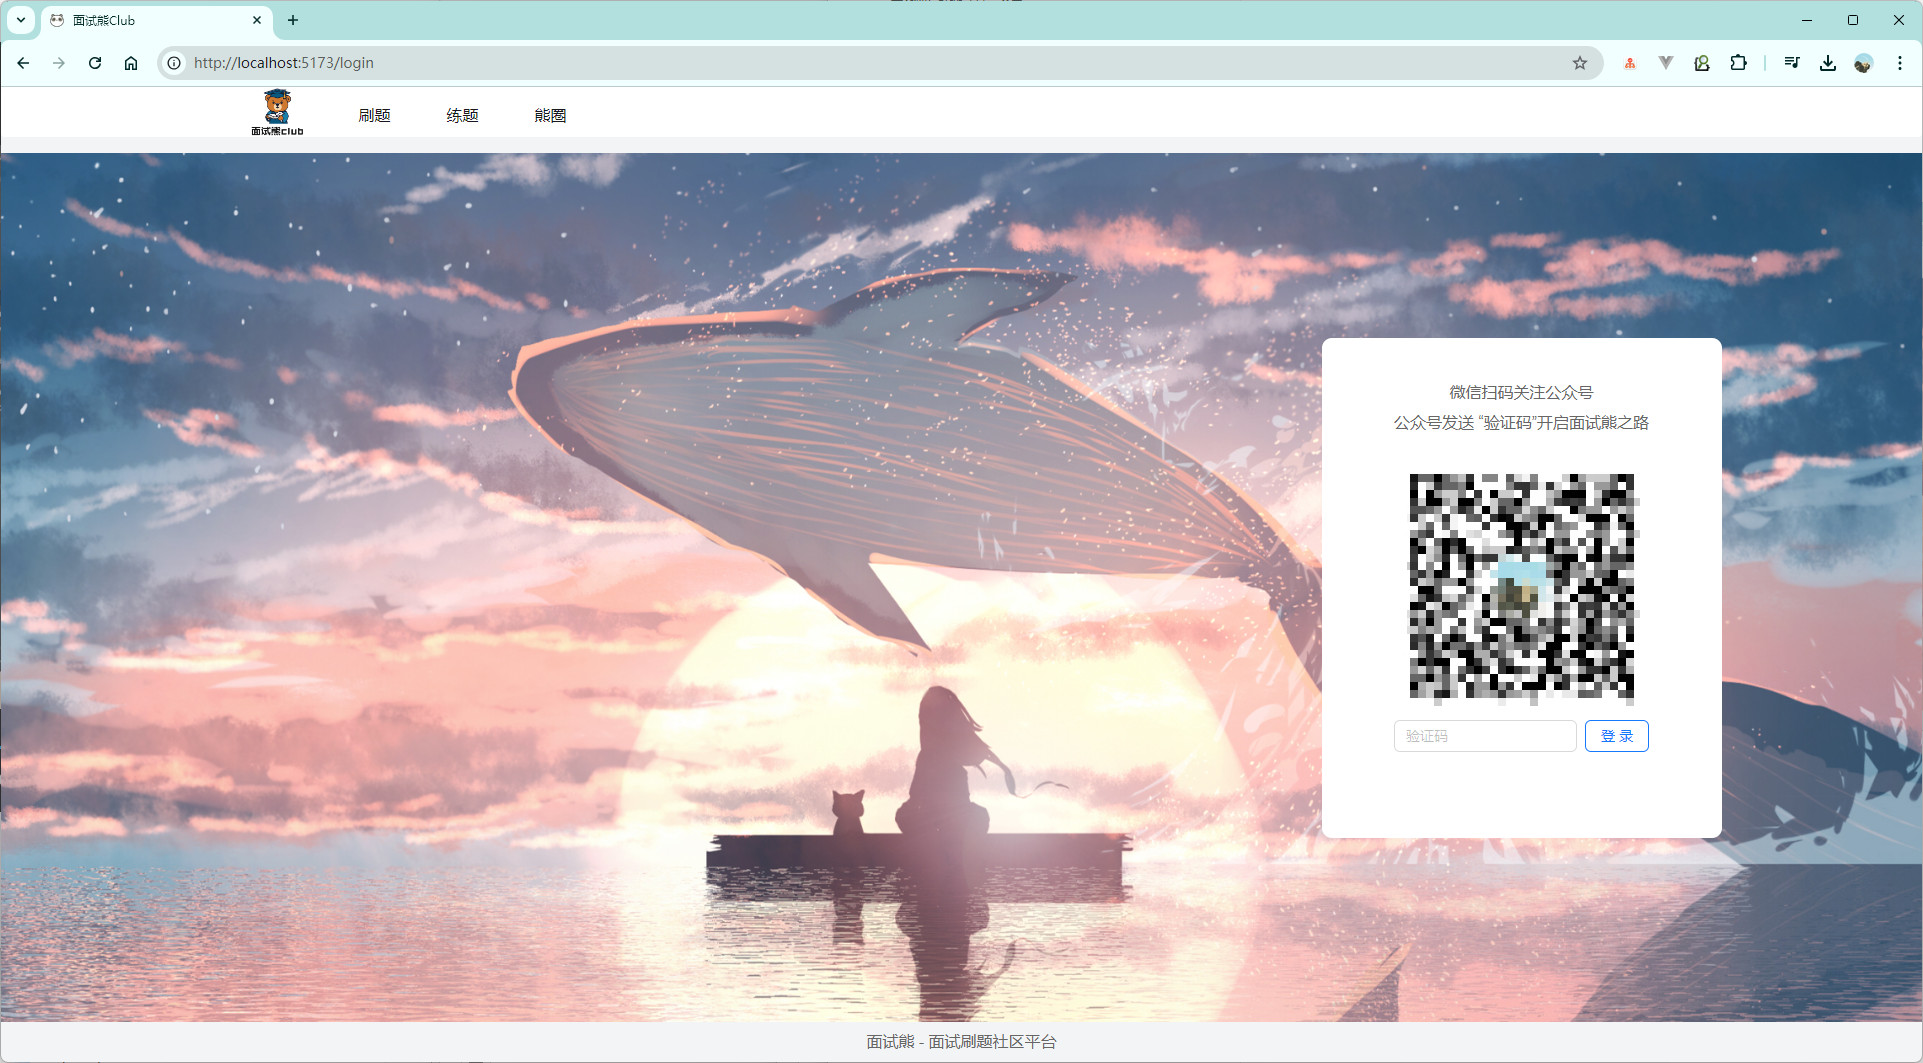 面试熊Club
http://localhost:5173/login
面试熊club
刷题 练题 熊圈
微信扫码关注公众号
公众号发送 “验证码”开启面试熊之路
验证码 登 录
面试熊 - 面试刷题社区平台